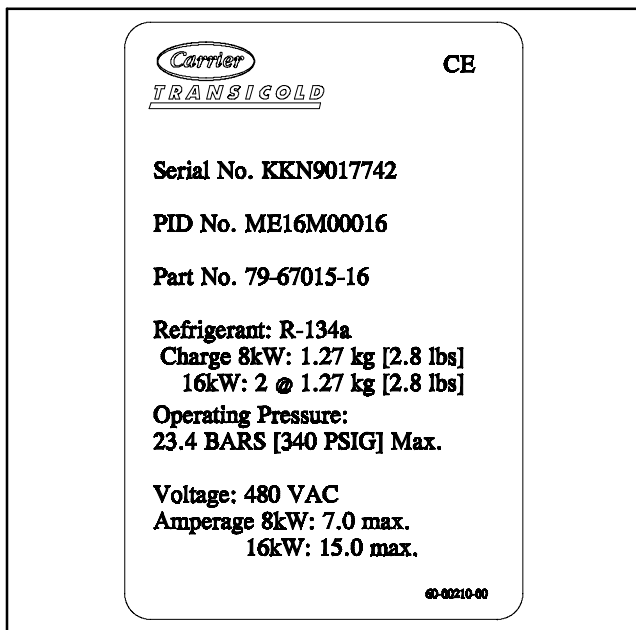 Carrier CE
TRANSICOLD
Serial No. KKN9017742
PID No. ME16M00016
Part No. 79-67015-16
Refrigerant: R-134a
Charge 8kW: 1.27 kg [2.8 lbs]
16kW: 2 @ 1.27 kg [2.8 lbs]
Operating Pressure:
23.4 BARS [340 PSIG] Max.
Voltage: 480 VAC
Amperage 8kW: 7.0 max.
16kW: 15.0 max.
60-00210-00